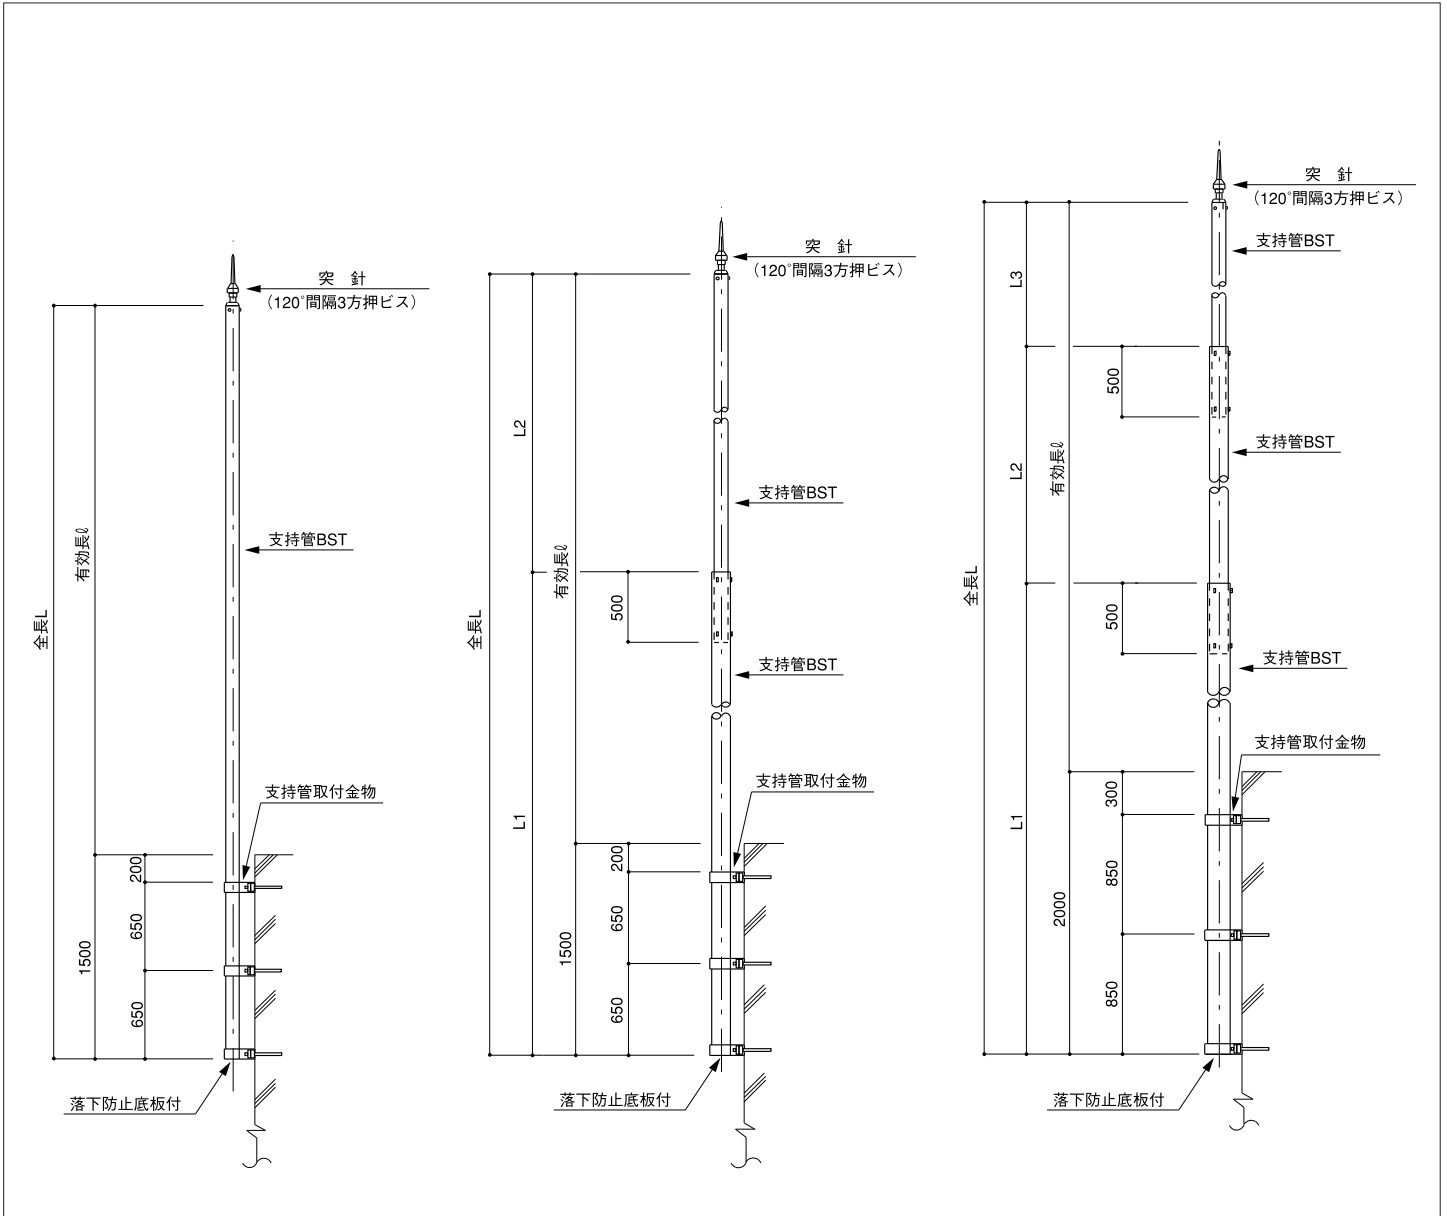 突　針
(120°間隔3方押ビス)
支持管BST
有効長ℓ
全長L
支持管取付金物
200
650
1500
650
落下防止底板付
突　針
(120°間隔3方押ビス)
L2
支持管BST
有効長ℓ
500
全長L
支持管BST
支持管取付金物
L1
200
650
1500
650
落下防止底板付
突　針
(120°間隔3方押ビス)
支持管BST
L3
500
支持管BST
L2
有効長ℓ
全長L
500
支持管BST
支持管取付金物
300
L1
850
2000
850
落下防止底板付